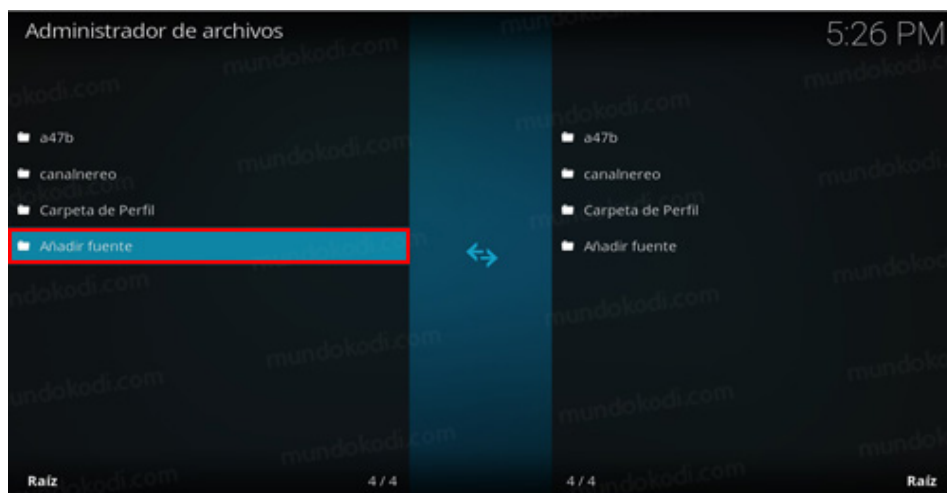 Administrador de archivos
5:26 PM
a47b
canalnereo
Carpeta de Perfil
Añadir fuente
Raíz
4 / 4
a47b
canalnereo
Carpeta de Perfil
Añadir fuente
4 / 4
Raíz
mundokodi.com